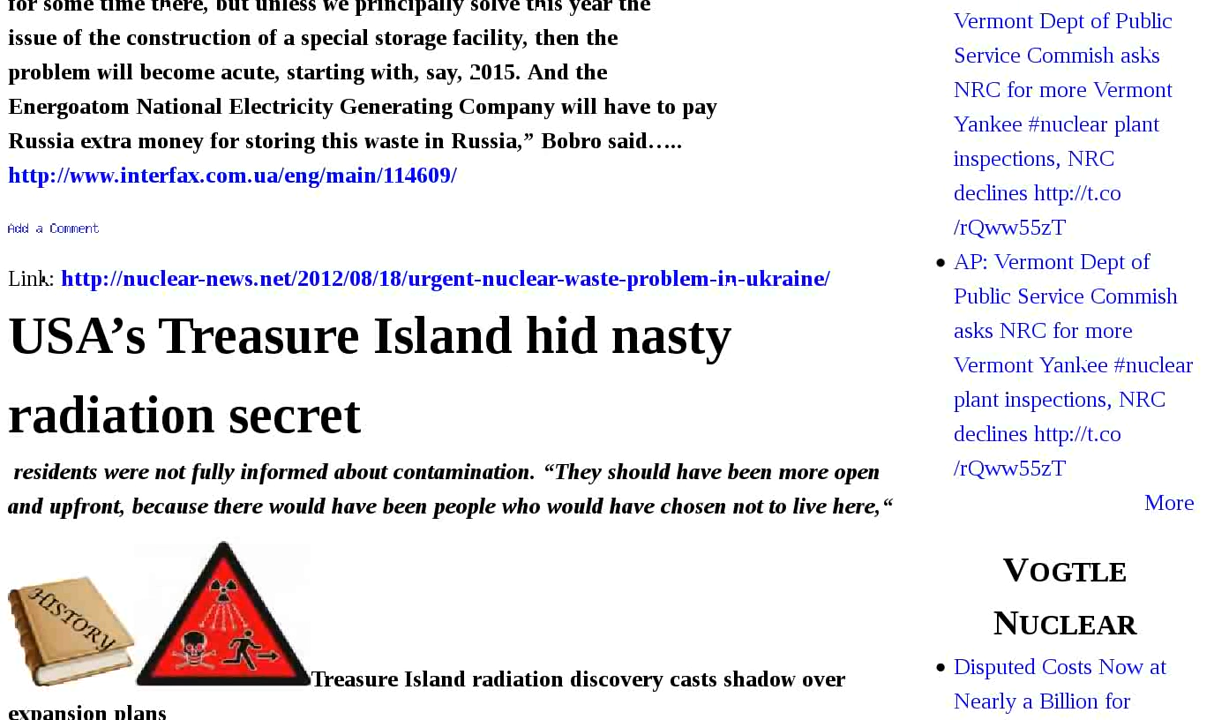 for some time there, but unless we principally solve this year the
issue of the construction of a special storage facility, then the
problem will become acute, starting with, say, 2015. And the
Energoatom National Electricity Generating Company will have to pay
Russia extra money for storing this waste in Russia,” Bobro said…..
http://www.interfax.com.ua/eng/main/114609/
Add a Comment
Link: http://nuclear-news.net/2012/08/18/urgent-nuclear-waste-problem-in-ukraine/
USA’s Treasure Island hid nasty
radiation secret
residents were not fully informed about contamination. “They should have been more open
and upfront, because there would have been people who would have chosen not to live here,“
HISTORY
Treasure Island radiation discovery casts shadow over
expansion plans
Vermont Dept of Public
Service Commish asks
NRC for more Vermont
Yankee #nuclear plant
inspections, NRC
declines http://t.co
/rQww55zT
AP: Vermont Dept of
Public Service Commish
asks NRC for more
Vermont Yankee #nuclear
plant inspections, NRC
declines http://t.co
/rQww55zT
More
VOGTLE
NUCLEAR
Disputed Costs Now at
Nearly a Billion for